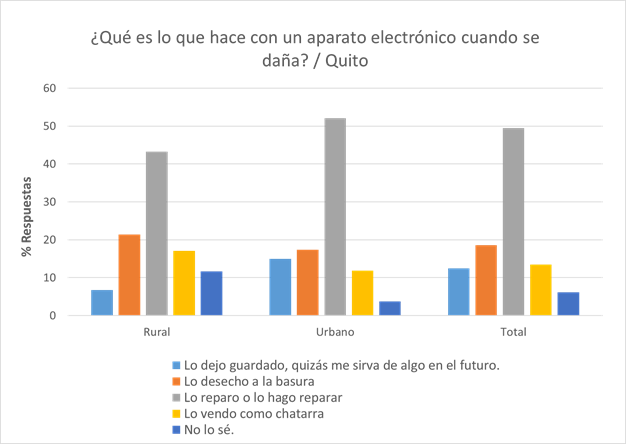 ¿Qué es lo que hace con un aparato electrónico cuando se
daña? / Quito
60
50
40
30
20
10
0
% Respuestas
Rural
Urbano
Total
Lo dejo guardado, quizás me sirva de algo en el futuro.
Lo desecho a la basura
Lo reparo o lo hago reparar
Lo vendo como chatarra
No lo sé.